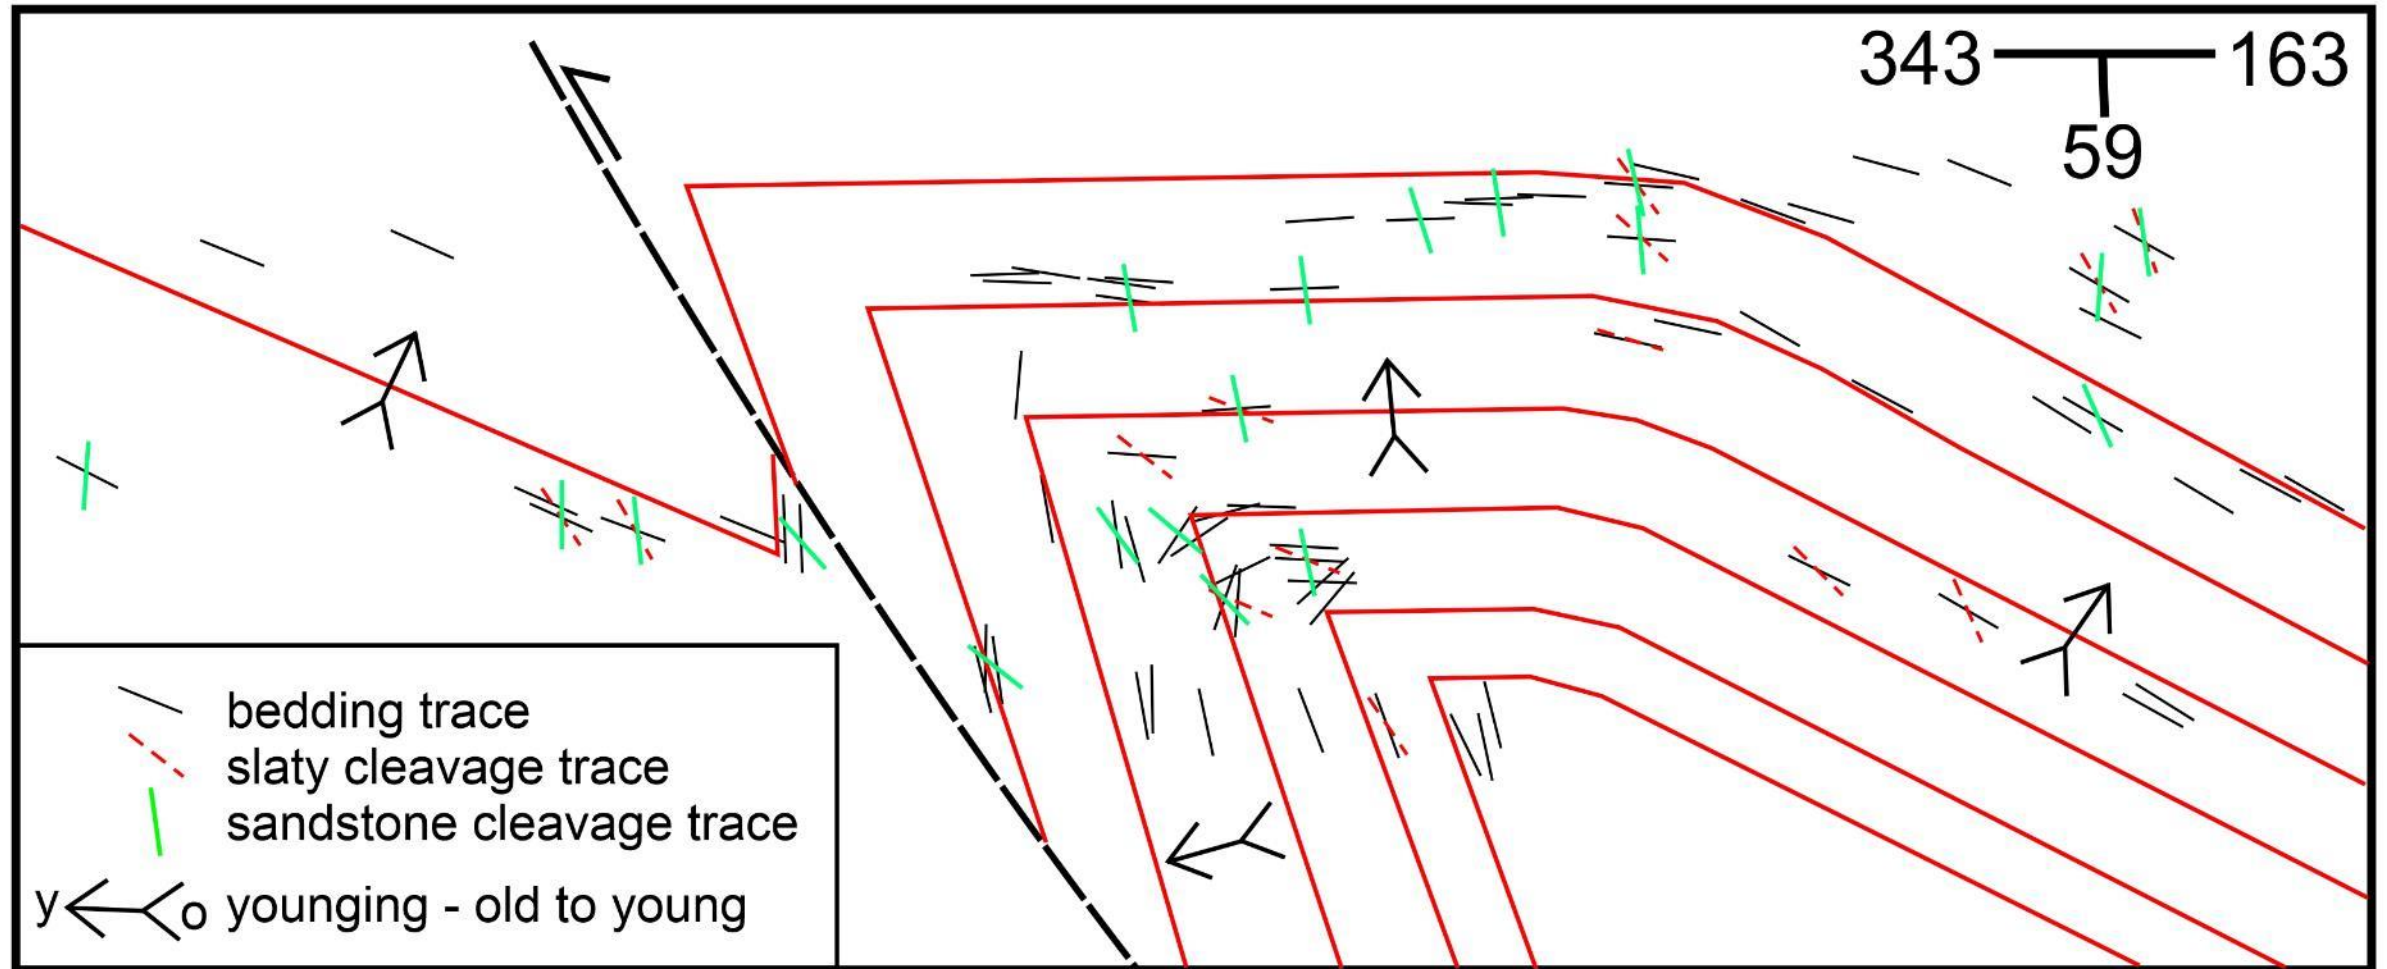 343 163
59
bedding trace
slaty cleavage trace
sandstone cleavage trace
y o younging - old to young